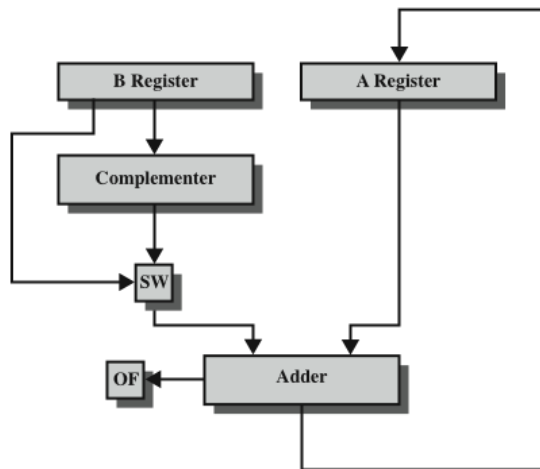 B Register
A Register
Complementer
SW
OF
Adder